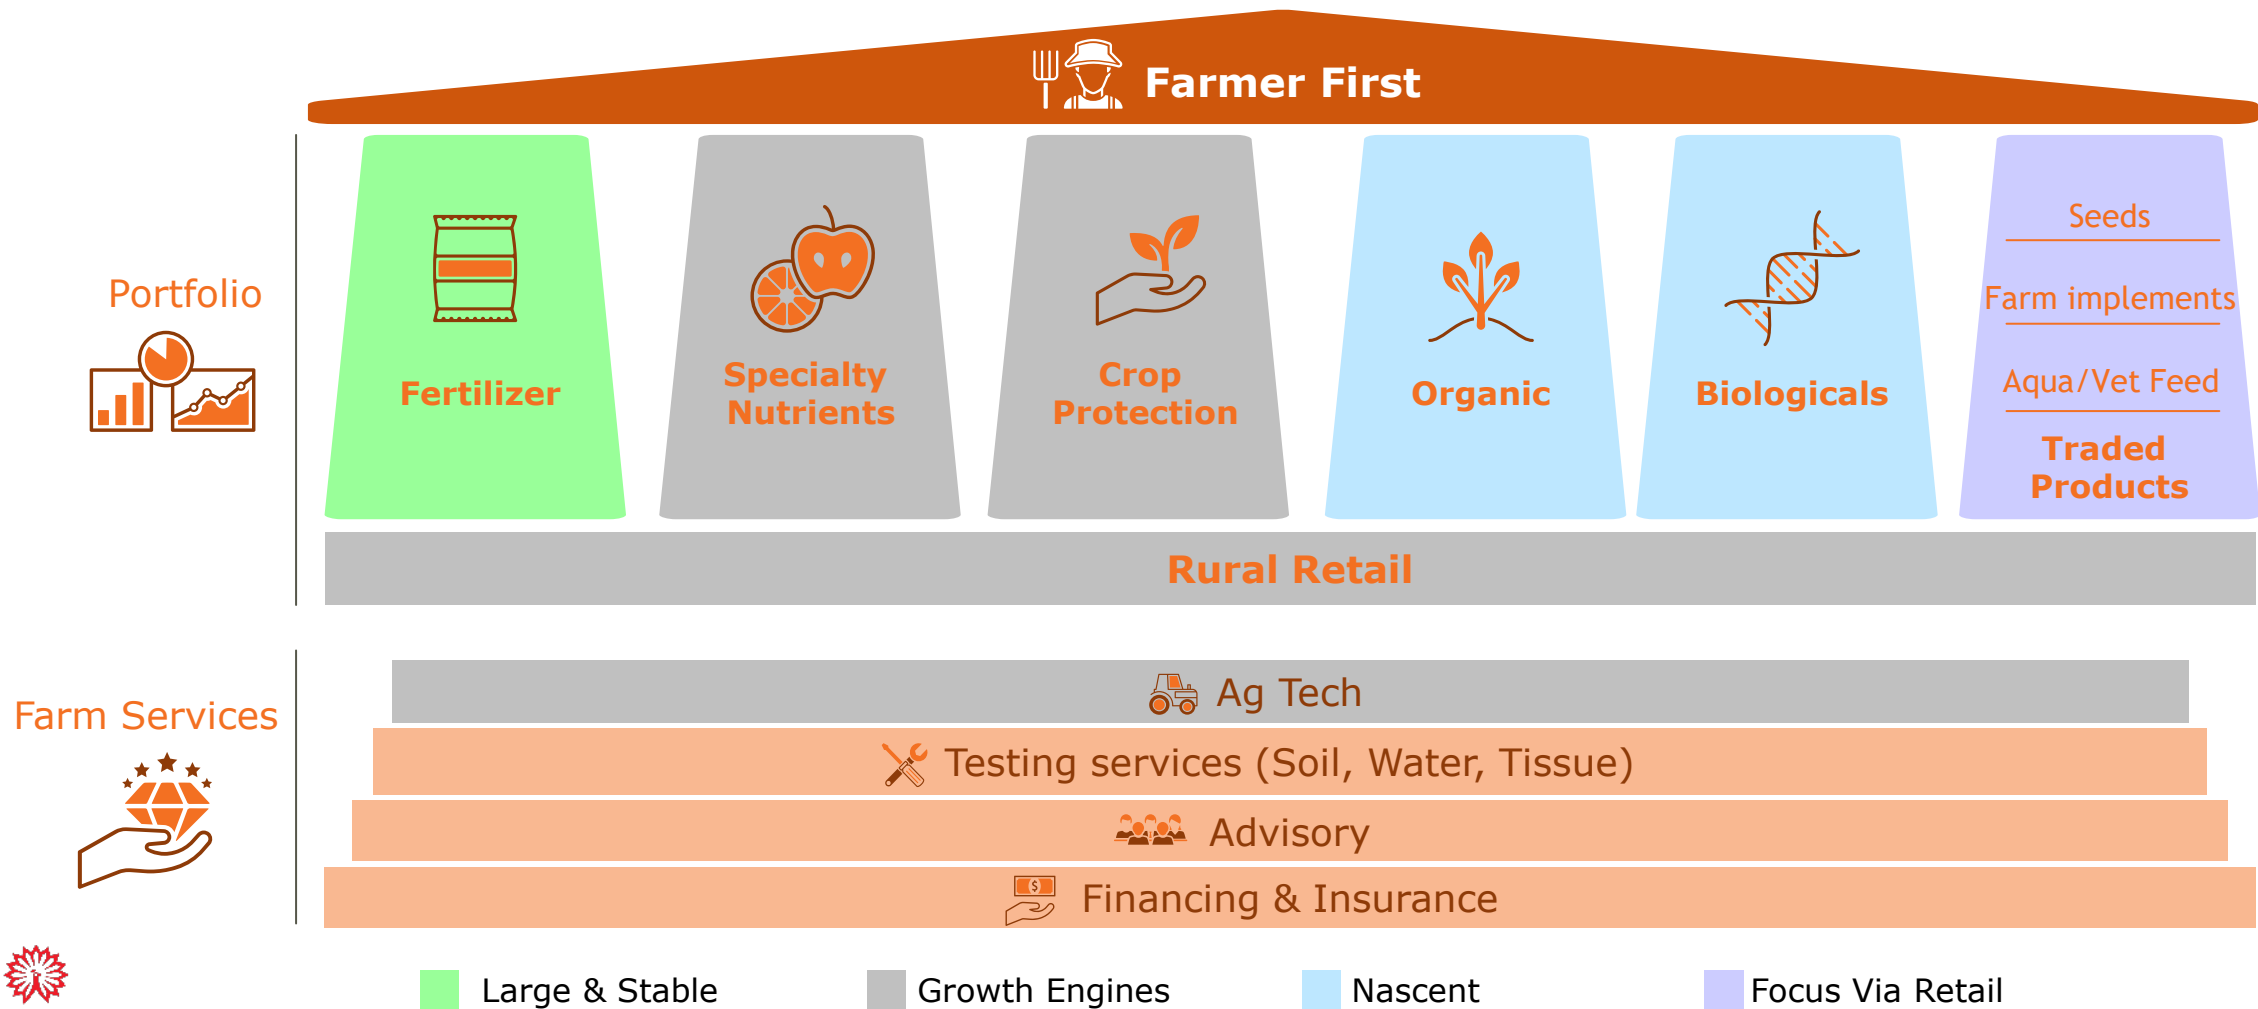 Farmer First
Portfolio
Fertilizer
Specialty
Nutrients
Crop
Protection
Organic
Biologicals
Seeds
Farm implements
Aqua/Vet Feed
Traded
Products
Rural Retail
Farm Services
Ag Tech
Testing services (Soil, Water, Tissue)
Advisory
$
Financing & Insurance
Large & Stable
Growth Engines
Nascent
Focus Via Retail